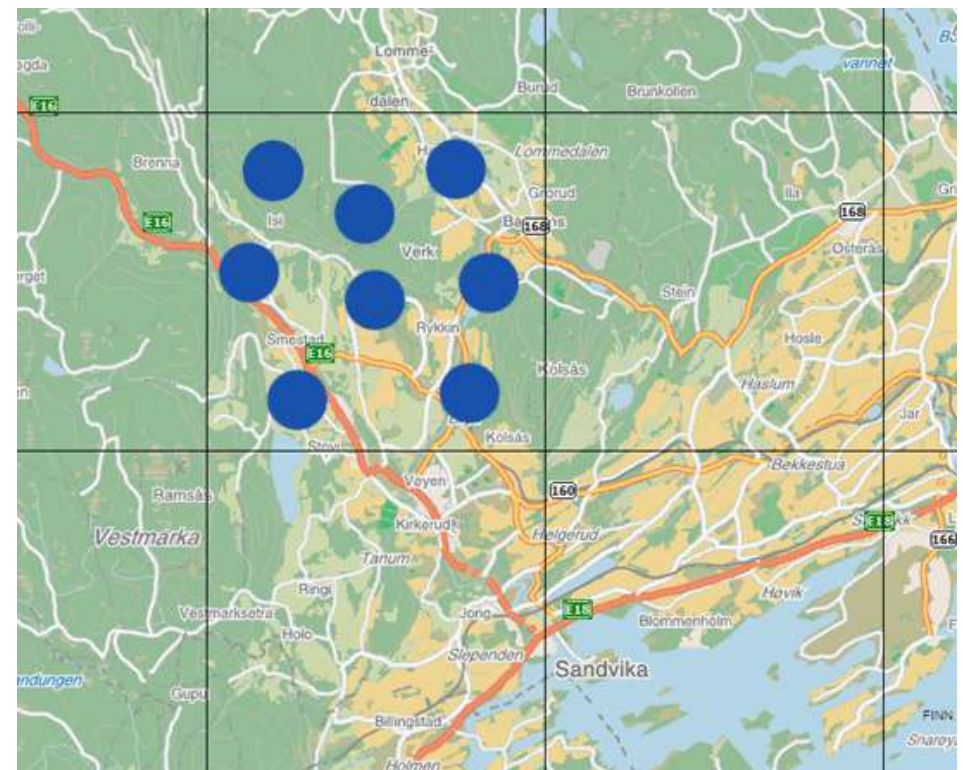 Lomme-
dalen
vannet
Burud
Brunkollen
E16
Brenna
Lommedalen
Isi
Grorud
Ila
168
E16
168
Verk
Østerås
Stein
Rykkin
Smestad
Hosle
E16
Kolsås
Haslum
Jar
Kolsås
Stovi
Bekkestua
Vøyen
160
Ramsås
Kirkerud
E18
166
Vestmarka
Helgerud
Tanum
Ringi
Høvik
Vestmarksetra
Jong
E18
Blommenholm
Holo
Slependen
Sandvika
Gupu
Billingstad
FINN
Snarøya
Holmen